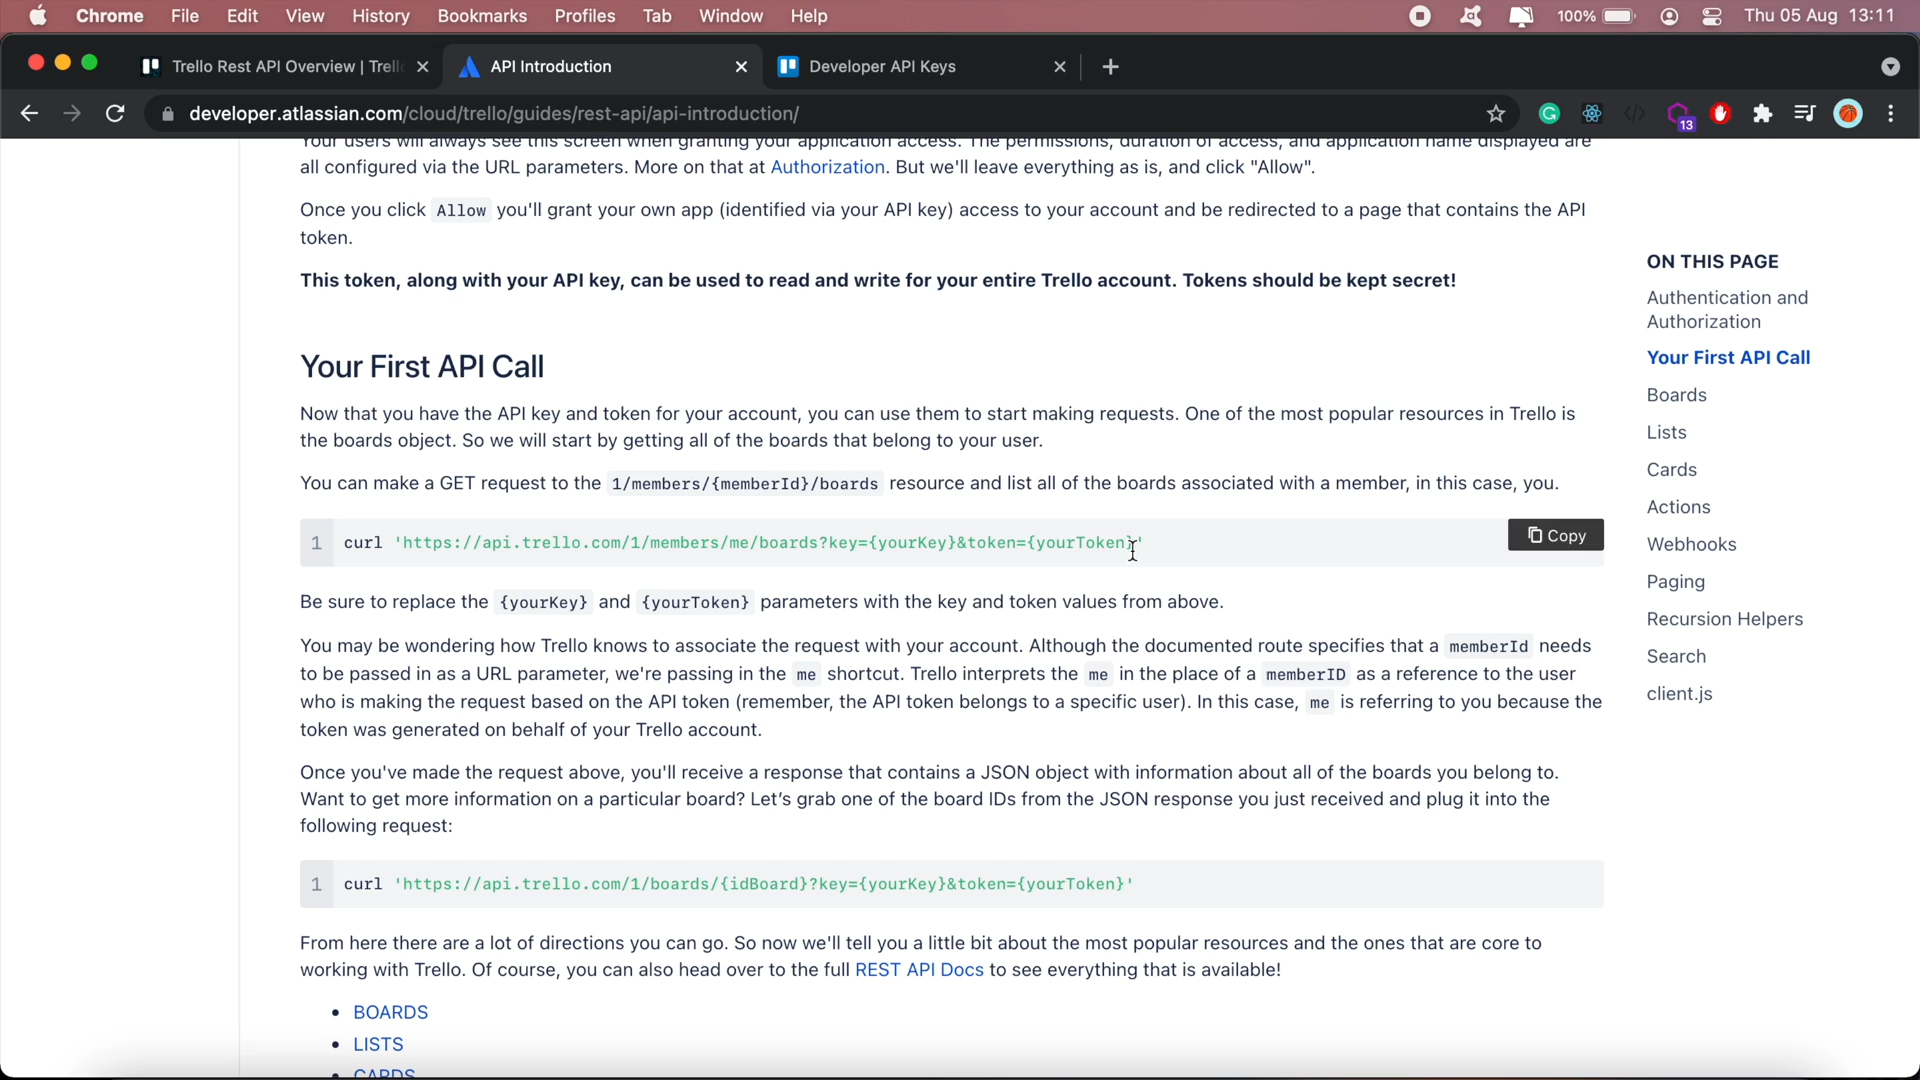 Chrome File Edit View History Bookmarks Profiles Tab Window Help 100% Thu 05 Aug 13:11
Trello Rest API Overview | Trell API Introduction Developer API Keys
developer.atlassian.com/cloud/trello/guides/rest-api/api-introduction/ 13
Your users will always see this screen when granting your application access. The permissions, duration of access, and application name displayed are
all configured via the URL parameters. More on that at Authorization. But we'll leave everything as is, and click "Allow".
Once you click Allow you'll grant your own app (identified via your API key) access to your account and be redirected to a page that contains the API
token.
This token, along with your API key, can be used to read and write for your entire Trello account. Tokens should be kept secret!
Your First API Call
Now that you have the API key and token for your account, you can use them to start making requests. One of the most popular resources in Trello is
the boards object. So we will start by getting all of the boards that belong to your user.
You can make a GET request to the 1/members/{memberId}/boards resource and list all of the boards associated with a member, in this case, you.
1 curl 'https://api.trello.com/1/members/me/boards?key={yourKey}&token={yourToken}'
Copy
Be sure to replace the {yourKey} and {yourToken} parameters with the key and token values from above.
You may be wondering how Trello knows to associate the request with your account. Although the documented route specifies that a memberId needs
to be passed in as a URL parameter, we're passing in the me shortcut. Trello interprets the me in the place of a memberID as a reference to the user
who is making the request based on the API token (remember, the API token belongs to a specific user). In this case, me is referring to you because the
token was generated on behalf of your Trello account.
Once you've made the request above, you'll receive a response that contains a JSON object with information about all of the boards you belong to.
Want to get more information on a particular board? Let's grab one of the board IDs from the JSON response you just received and plug it into the
following request:
1 curl 'https://api.trello.com/1/boards/{idBoard}?key={yourKey}&token={yourToken}'
From here there are a lot of directions you can go. So now we'll tell you a little bit about the most popular resources and the ones that are core to
working with Trello. Of course, you can also head over to the full REST API Docs to see everything that is available!
• BOARDS
• LISTS
• CARDS
ON THIS PAGE
Authentication and
Authorization
Your First API Call
Boards
Lists
Cards
Actions
Webhooks
Paging
Recursion Helpers
Search
client.js